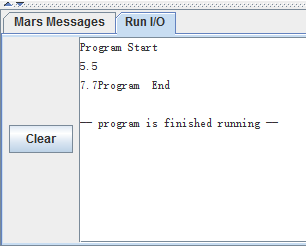 Mars Messages Run I/O
Program Start
5.5
7.7Program  End
Clear
── program is finished running ──